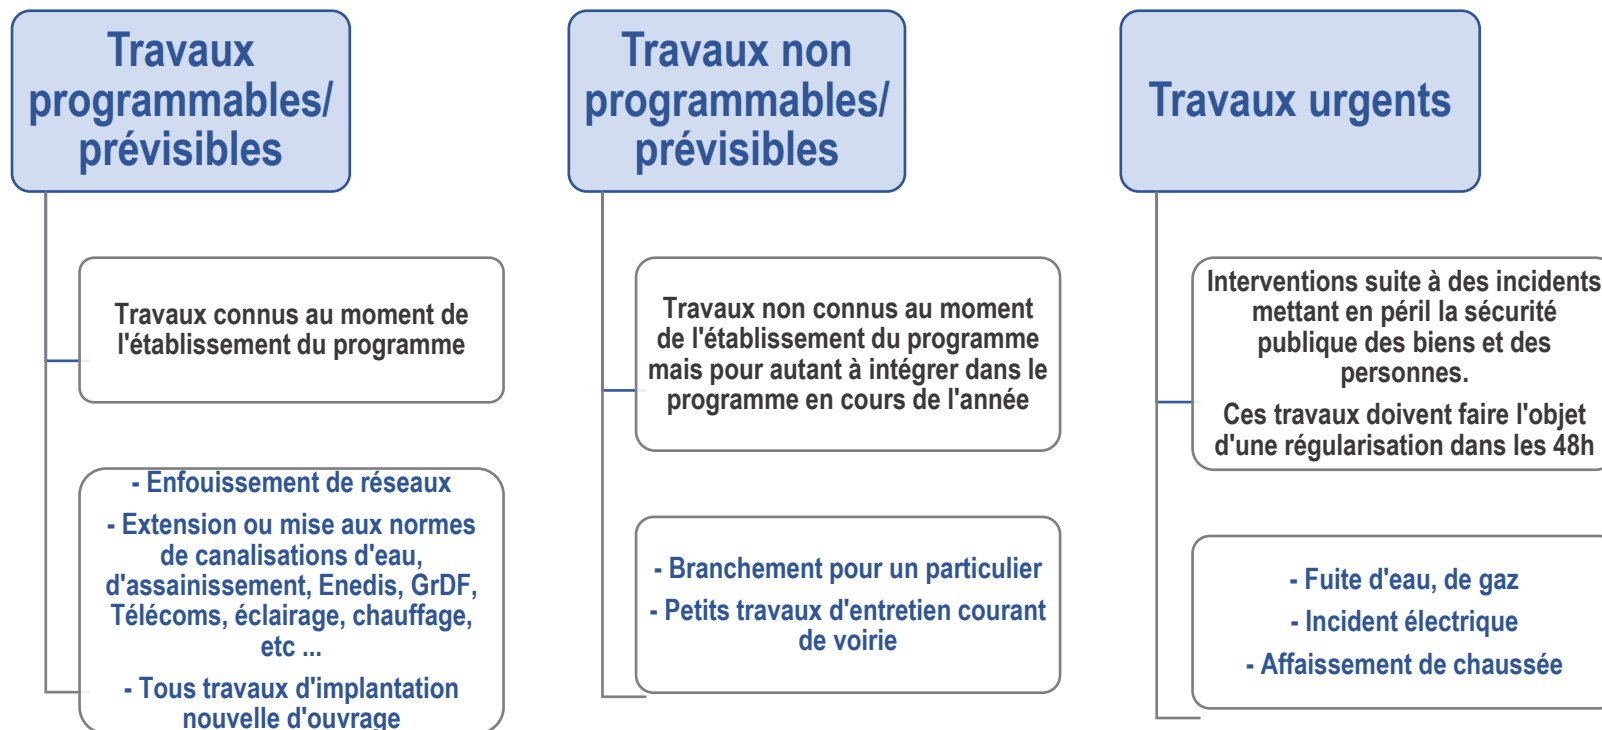 Travaux
programmables/
prévisibles
Travaux connus au moment de
l'établissement du programme
- Enfouissement de réseaux
- Extension ou mise aux normes
de canalisations d'eau,
d'assainissement, Enedis, GrDF,
Télécoms, éclairage, chauffage,
etc ...
- Tous travaux d'implantation
nouvelle d'ouvrage
Travaux non
programmables/
prévisibles
Travaux non connus au moment
de l'établissement du programme
mais pour autant à intégrer dans le
programme en cours de l'année
- Branchement pour un particulier
- Petits travaux d'entretien courant
de voirie
Travaux urgents
Interventions suite à des incidents
mettant en péril la sécurité
publique des biens et des
personnes.
Ces travaux doivent faire l'objet
d'une régularisation dans les 48h
- Fuite d'eau, de gaz
- Incident électrique
- Affaissement de chaussée